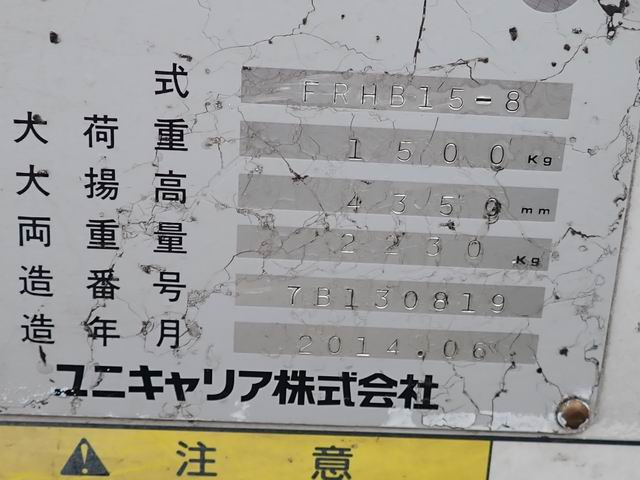 式 FRHB15-8
大荷重 1500 Kg
大揚高 4350 mm
両重量 2230 Kg
造番号 7B130819
造年月 2014.06
ユニキャリア株式会社
注意